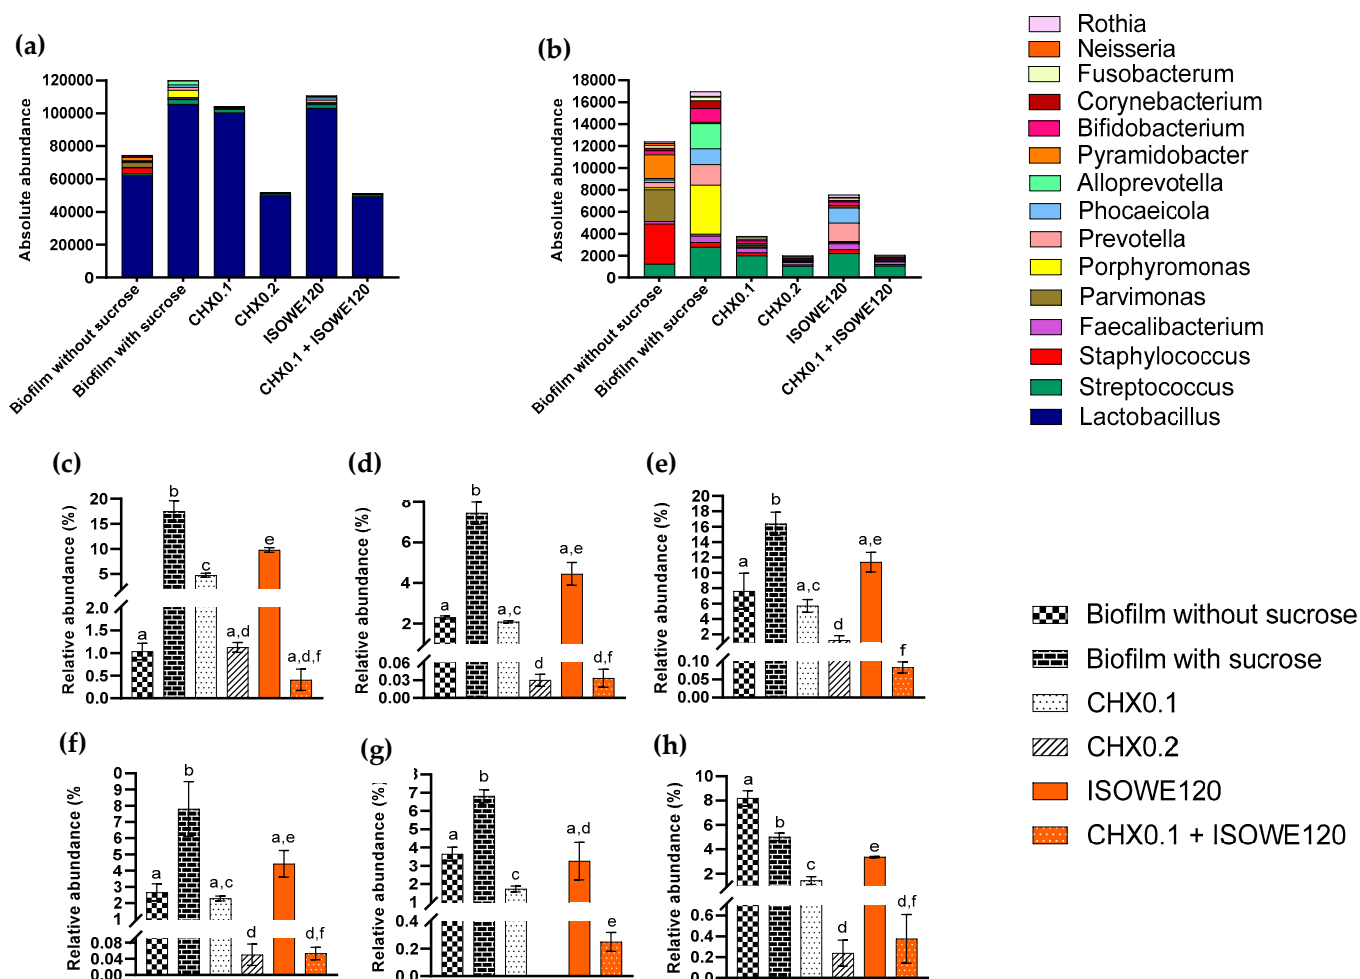 (a)
Absolute abundance
120000
100000
80000
60000
40000
20000
0
Biofilm without sucrose
Biofilm with sucrose
CHX0.1
CHX0.2
ISOWE120
CHX0.1 + ISOWE120
(b)
Absolute abundance
18000
16000
14000
12000
10000
8000
6000
4000
2000
0
Biofilm without sucrose
Biofilm with sucrose
CHX0.1
CHX0.2
ISOWE120
CHX0.1 + ISOWE120
Rothia
Neisseria
Fusobacterum
Corynebacterium
Bifidobacterium
Pyramidobacter
Alloprevotella
Phocaeicola
Prevotella
Porphyromonas
Parvimonas
Faecalibacterium
Staphylococcus
Streptococcus
Lactobacillus
(c)
Relative abundance (%)
20
15
10
5
2.0
1.5
1.0
0.5
0.0
a
b
c
a,d
e
a,d,f
(d)
Relative abundance (%)
8
6
4
2
0.06
0.03
0.00
a
b
a,c
d
a,e
d,f
(e)
Relative abundance (%)
20
18
16
14
12
10
8
6
4
2
0.10
0.05
0.00
a
b
a,c
d
a,e
f
Biofilm without sucrose
Biofilm with sucrose
CHX0.1
CHX0.2
ISOWE120
CHX0.1 + ISOWE120
(f)
Relative abundance (%
0
9
8
7
6
5
4
3
2
1
0.08
0.04
0.00
a
b
a,c
d
a,e
d,f
(g)
Relative abundance (%)
7
6
5
4
3
2
1
0.4
0.2
0.0
a
b
c
a,d
e
(h)
Relative abundance (%)
10
8
6
4
2
0.6
0.4
0.2
0.0
a
b
c
d
e
d,f